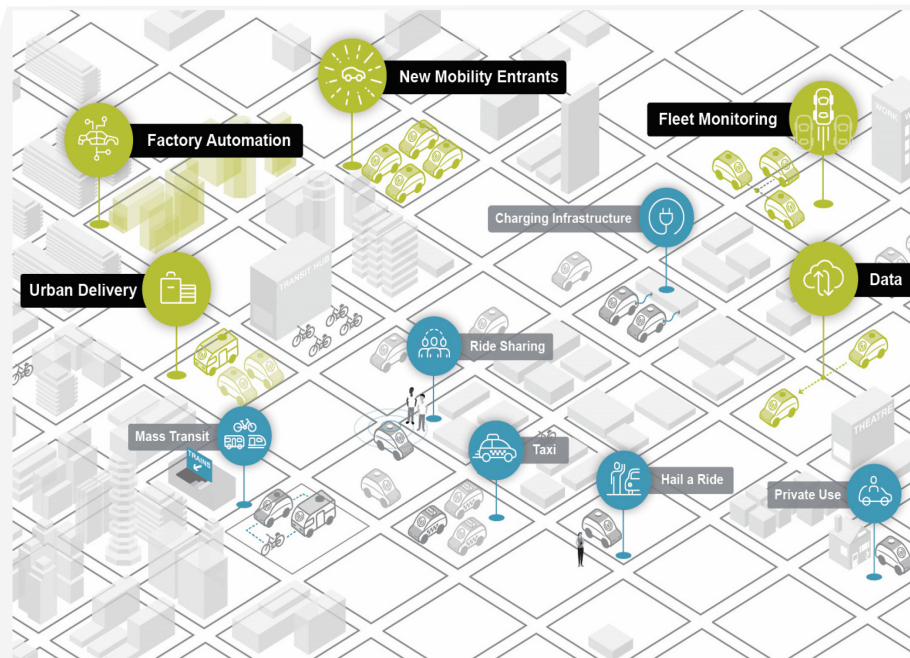 New Mobility Entrants
Fleet Monitoring
Factory Automation
WORK
Charging Infrastructure
TRANSIT HUB
Urban Delivery
Data
Ride Sharing
THEATRE
Mass Transit
TRAINS
Taxi
Hail a Ride
Private Use